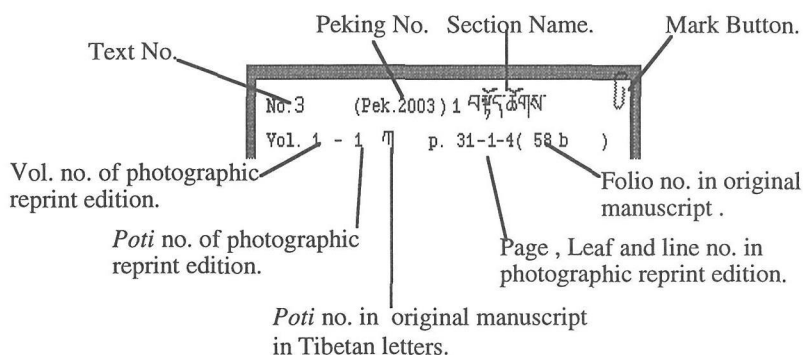 Peking No. Section Name. Mark Button.
Text No.
No.3 (Pek.2003) 1 བསྟོད་ཚོགས
Vol. 1 - 1 ཀ p. 31-1-4( 58 b )
Vol. no. of photographic
reprint edition.
Folio no. in original
manuscript .
Poti no. of photographic
reprint edition.
Page , Leaf and line no. in
photographic reprint edition.
Poti no. in original manuscript
in Tibetan letters.